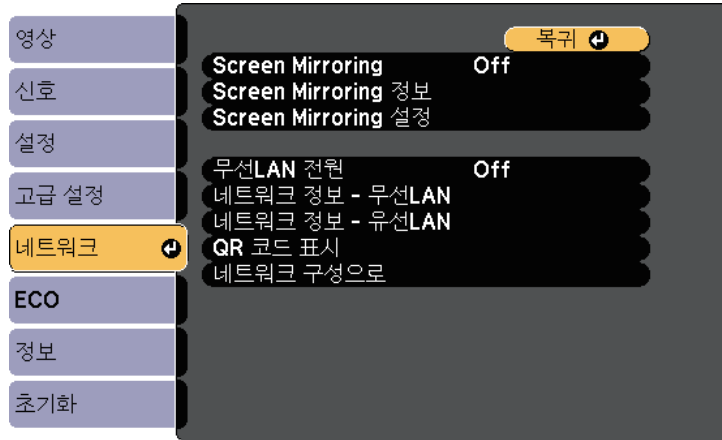 영상
신호
설정
고급 설정
네트워크
ECO
정보
초기화
복귀
Screen Mirroring Off
Screen Mirroring 정보
Screen Mirroring 설정
무선LAN 전원 Off
네트워크 정보 - 무선LAN
네트워크 정보 - 유선LAN
QR 코드 표시
네트워크 구성으로